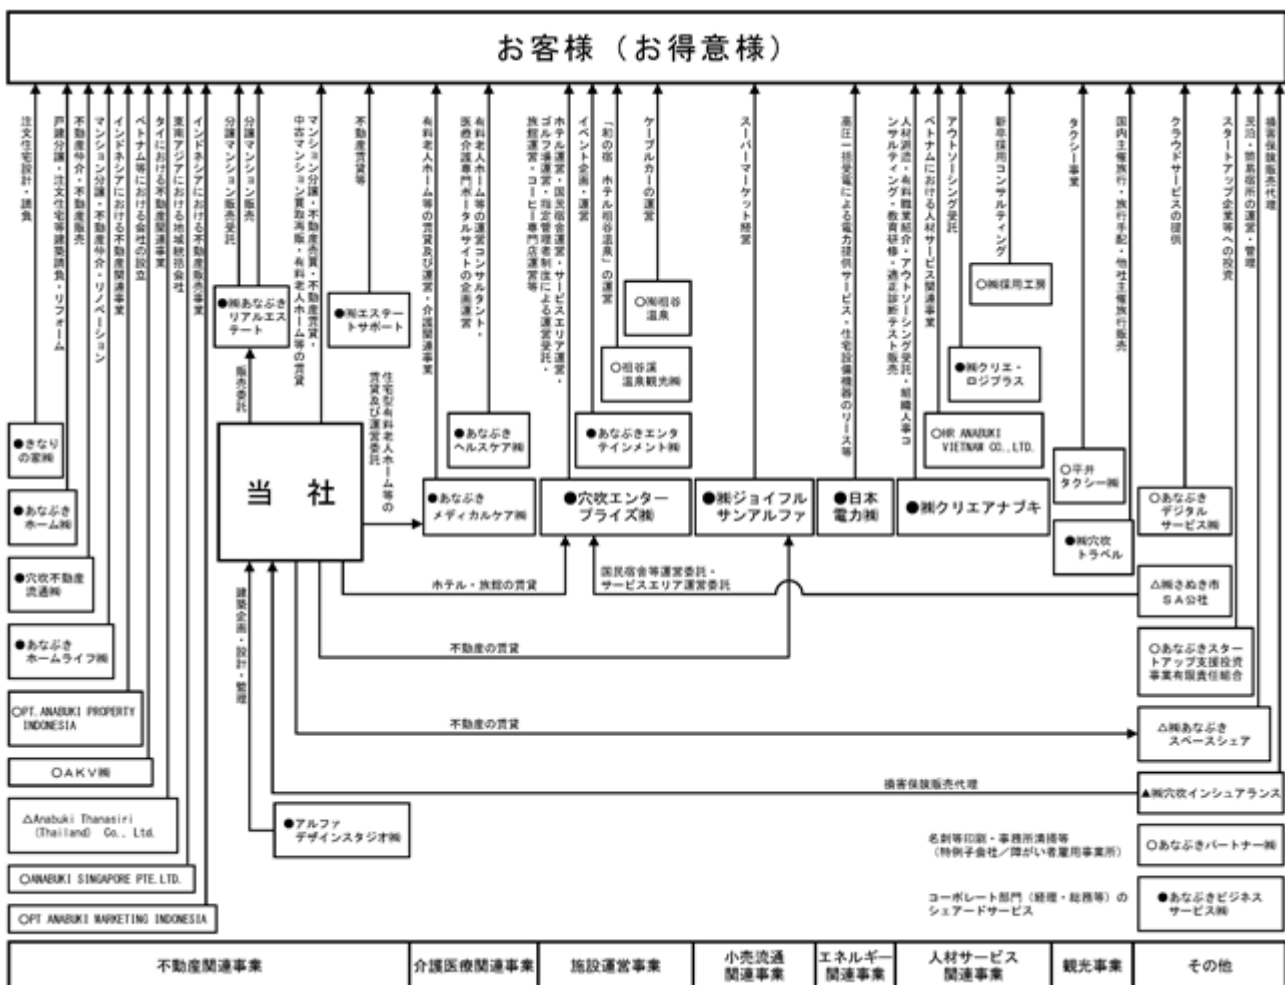 お客様（お得意様）
注文住宅設計・請負
戸建分譲・注文住宅等建築請負・リフォーム
不動産仲介・不動産販売
マンション分譲・不動産仲介・リノベーション
インドネシアにおける不動産関連事業
ベトナム等における会社の設立
タイにおける不動産関連事業
東南アジアにおける地域統括会社
インドネシアにおける不動産販売事業
分譲マンション販売受託
分譲マンション販売
マンション分譲・不動産売買・不動産賃貸・
中古マンション買取再販・有料老人ホーム等の賃貸
不動産賃貸等
有料老人ホーム等の賃貸及び運営・介護関連事業
有料老人ホーム等の運営コンサルタント・
医療介護専門ポータルサイトの企画運営
ホテル運営・国民宿舎運営・サービスエリア運営・
ゴルフ場運営・指定管理者制度による運営受託・
旅館運営・コーヒー専門店運営等
イベント企画・運営
「和の宿 ホテル祖谷温泉」の運営
ケーブルカーの運営
スーパーマーケット経営
高圧一括受電による電力提供サービス・住宅設備機器のリース等
人材派遣・有料職業紹介・アウトソーシング受託・組織人事コ
ンサルティング・教育研修・適正診断テスト販売
ベトナムにおける人材サービス関連事業
アウトソーシング受託
新卒採用コンサルティング
タクシー事業
国内主催旅行・旅行手配・他社主催旅行販売
クラウドサービスの提供
スタートアップ企業等への投資
民泊・簡易宿所の運営・管理
損害保険販売代理
●㈱あなぶき
リアルエス
テート
●㈲エステー
トサポート
○㈲祖谷
温泉
○㈱採用工房
○祖谷渓
温泉観光㈱
●㈱クリエ・
ロジプラス
販売委託
住宅型有料老人ホーム等の
賃貸及び運営委託
●きなり
の家㈱
●あなぶき
ヘルスケア㈱
●あなぶきエンタ
テインメント㈱
○HR ANABUKI
VIETNAM CO.,LTD.
○平井
タクシー㈲
当 社
●あなぶき
メディカルケア㈱
●穴吹エンター
プライズ㈱
●㈱ジョイフル
サンアルファ
●日本
電力㈱
●㈱クリエアナブキ
●あなぶき
ホーム㈱
○あなぶき
デジタル
サービス㈱
●㈱穴吹
トラベル
●穴吹不動産
流通㈱
ホテル・旅館の賃貸
国民宿舎等運営委託・
サービスエリア運営委託
△㈱さぬき市
ＳＡ公社
建築企画・設計・監理
●あなぶき
ホームライフ㈱
不動産の賃貸
○あなぶきスター
トアップ支援投資
事業有限責任組合
○PT.ANABUKI PROPERTY
INDONESIA
不動産の賃貸
△㈱あなぶき
スペースシェア
○ＡＫＶ㈱
損害保険販売代理
▲㈱穴吹インシュアランス
△Anabuki Thanasiri
(Thailand) Co., Ltd.
●アルファ
デザインスタジオ㈱
名刺等印刷・事務所清掃等
（特例子会社／障がい者雇用事業所）
○あなぶきパートナー㈱
○ANABUKI SINGAPORE PTE.LTD.
コーポレート部門（経理・総務等）の
シェアードサービス
●あなぶきビジネス
サービス㈱
○PT ANABUKI MARKETING INDONESIA
不動産関連事業
介護医療関連事業
施設運営事業
小売流通
関連事業
エネルギー
関連事業
人材サービス
関連事業
観光事業
その他